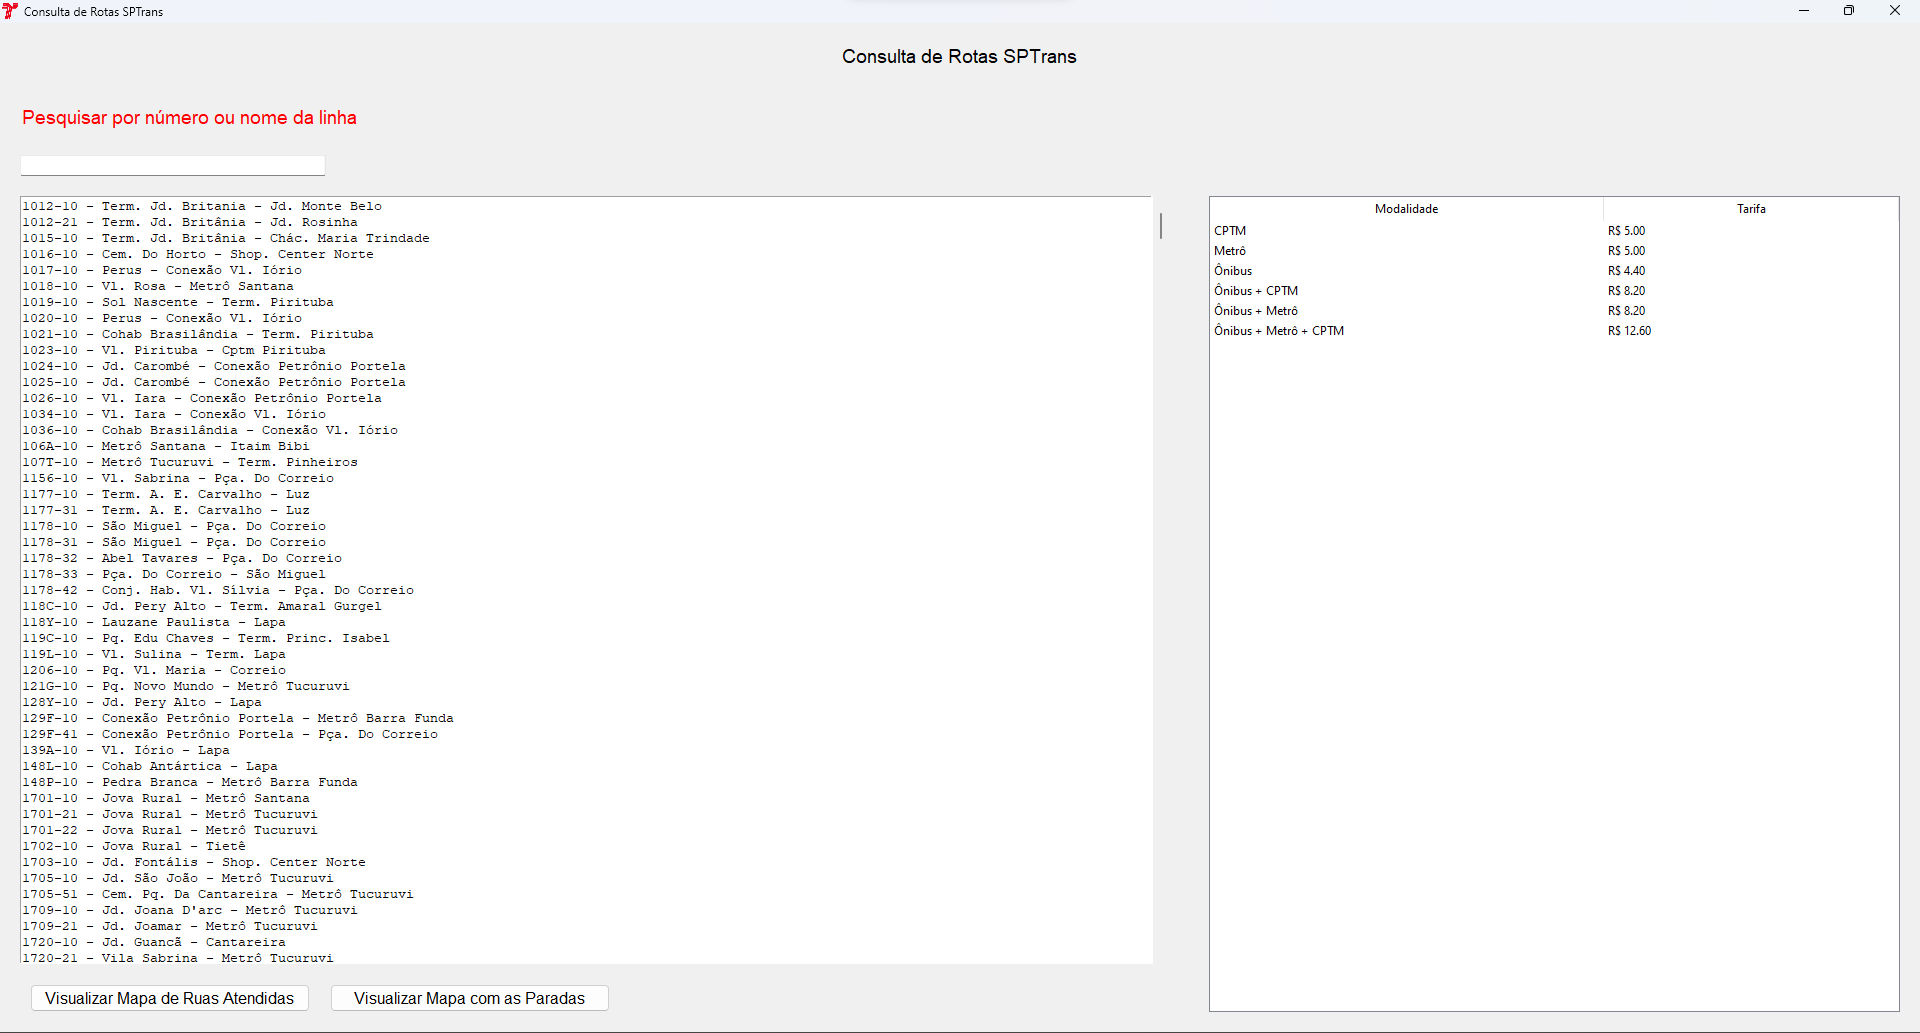 Consulta de Rotas SPTrans
Consulta de Rotas SPTrans
Pesquisar por número ou nome da linha
1012-10 - Term. Jd. Britania - Jd. Monte Belo
1012-21 - Term. Jd. Britânia - Jd. Rosinha
1015-10 - Term. Jd. Britânia - Chác. Maria Trindade
1016-10 - Cem. Do Horto - Shop. Center Norte
1017-10 - Perus - Conexão Vl. Iório
1018-10 - Vl. Rosa - Metrô Santana
1019-10 - Sol Nascente - Term. Pirituba
1020-10 - Perus - Conexão Vl. Iório
1021-10 - Cohab Brasilândia - Term. Pirituba
1023-10 - Vl. Pirituba - Cptm Pirituba
1024-10 - Jd. Carombé - Conexão Petrônio Portela
1025-10 - Jd. Carombé - Conexão Petrônio Portela
1026-10 - Vl. Iara - Conexão Petrônio Portela
1034-10 - Vl. Iara - Conexão Vl. Iório
1036-10 - Cohab Brasilândia - Conexão Vl. Iório
106A-10 - Metrô Santana - Itaim Bibi
107T-10 - Metrô Tucuruvi - Term. Pinheiros
1156-10 - Vl. Sabrina - Pça. Do Correio
1177-10 - Term. A. E. Carvalho - Luz
1177-31 - Term. A. E. Carvalho - Luz
1178-10 - São Miguel - Pça. Do Correio
1178-31 - São Miguel - Pça. Do Correio
1178-32 - Abel Tavares - Pça. Do Correio
1178-33 - Pça. Do Correio - São Miguel
1178-42 - Conj. Hab. Vl. Sílvia - Pça. Do Correio
118C-10 - Jd. Pery Alto - Term. Amaral Gurgel
118Y-10 - Lauzane Paulista - Lapa
119C-10 - Pq. Edu Chaves - Term. Princ. Isabel
119L-10 - Vl. Sulina - Term. Lapa
1206-10 - Pq. Vl. Maria - Correio
121G-10 - Pq. Novo Mundo - Metrô Tucuruvi
128Y-10 - Jd. Pery Alto - Lapa
129F-10 - Conexão Petrônio Portela - Metrô Barra Funda
129F-41 - Conexão Petrônio Portela - Pça. Do Correio
139A-10 - Vl. Iório - Lapa
148L-10 - Cohab Antártica - Lapa
148P-10 - Pedra Branca - Metrô Barra Funda
1701-10 - Jova Rural - Metrô Santana
1701-21 - Jova Rural - Metrô Tucuruvi
1701-22 - Jova Rural - Metrô Tucuruvi
1702-10 - Jova Rural - Tietê
1703-10 - Jd. Fontális - Shop. Center Norte
1705-10 - Jd. São João - Metrô Tucuruvi
1705-51 - Cem. Pq. Da Cantareira - Metrô Tucuruvi
1709-10 - Jd. Joana D'arc - Metrô Tucuruvi
1709-21 - Jd. Joamar - Metrô Tucuruvi
1720-10 - Jd. Guancã - Cantareira
1720-21 - Vila Sabrina - Metrô Tucuruvi
Modalidade Tarifa
CPTM R$ 5.00
Metrô R$ 5.00
Ônibus R$ 4.40
Ônibus + CPTM R$ 8.20
Ônibus + Metrô R$ 8.20
Ônibus + Metrô + CPTM R$ 12.60
Visualizar Mapa de Ruas Atendidas Visualizar Mapa com as Paradas